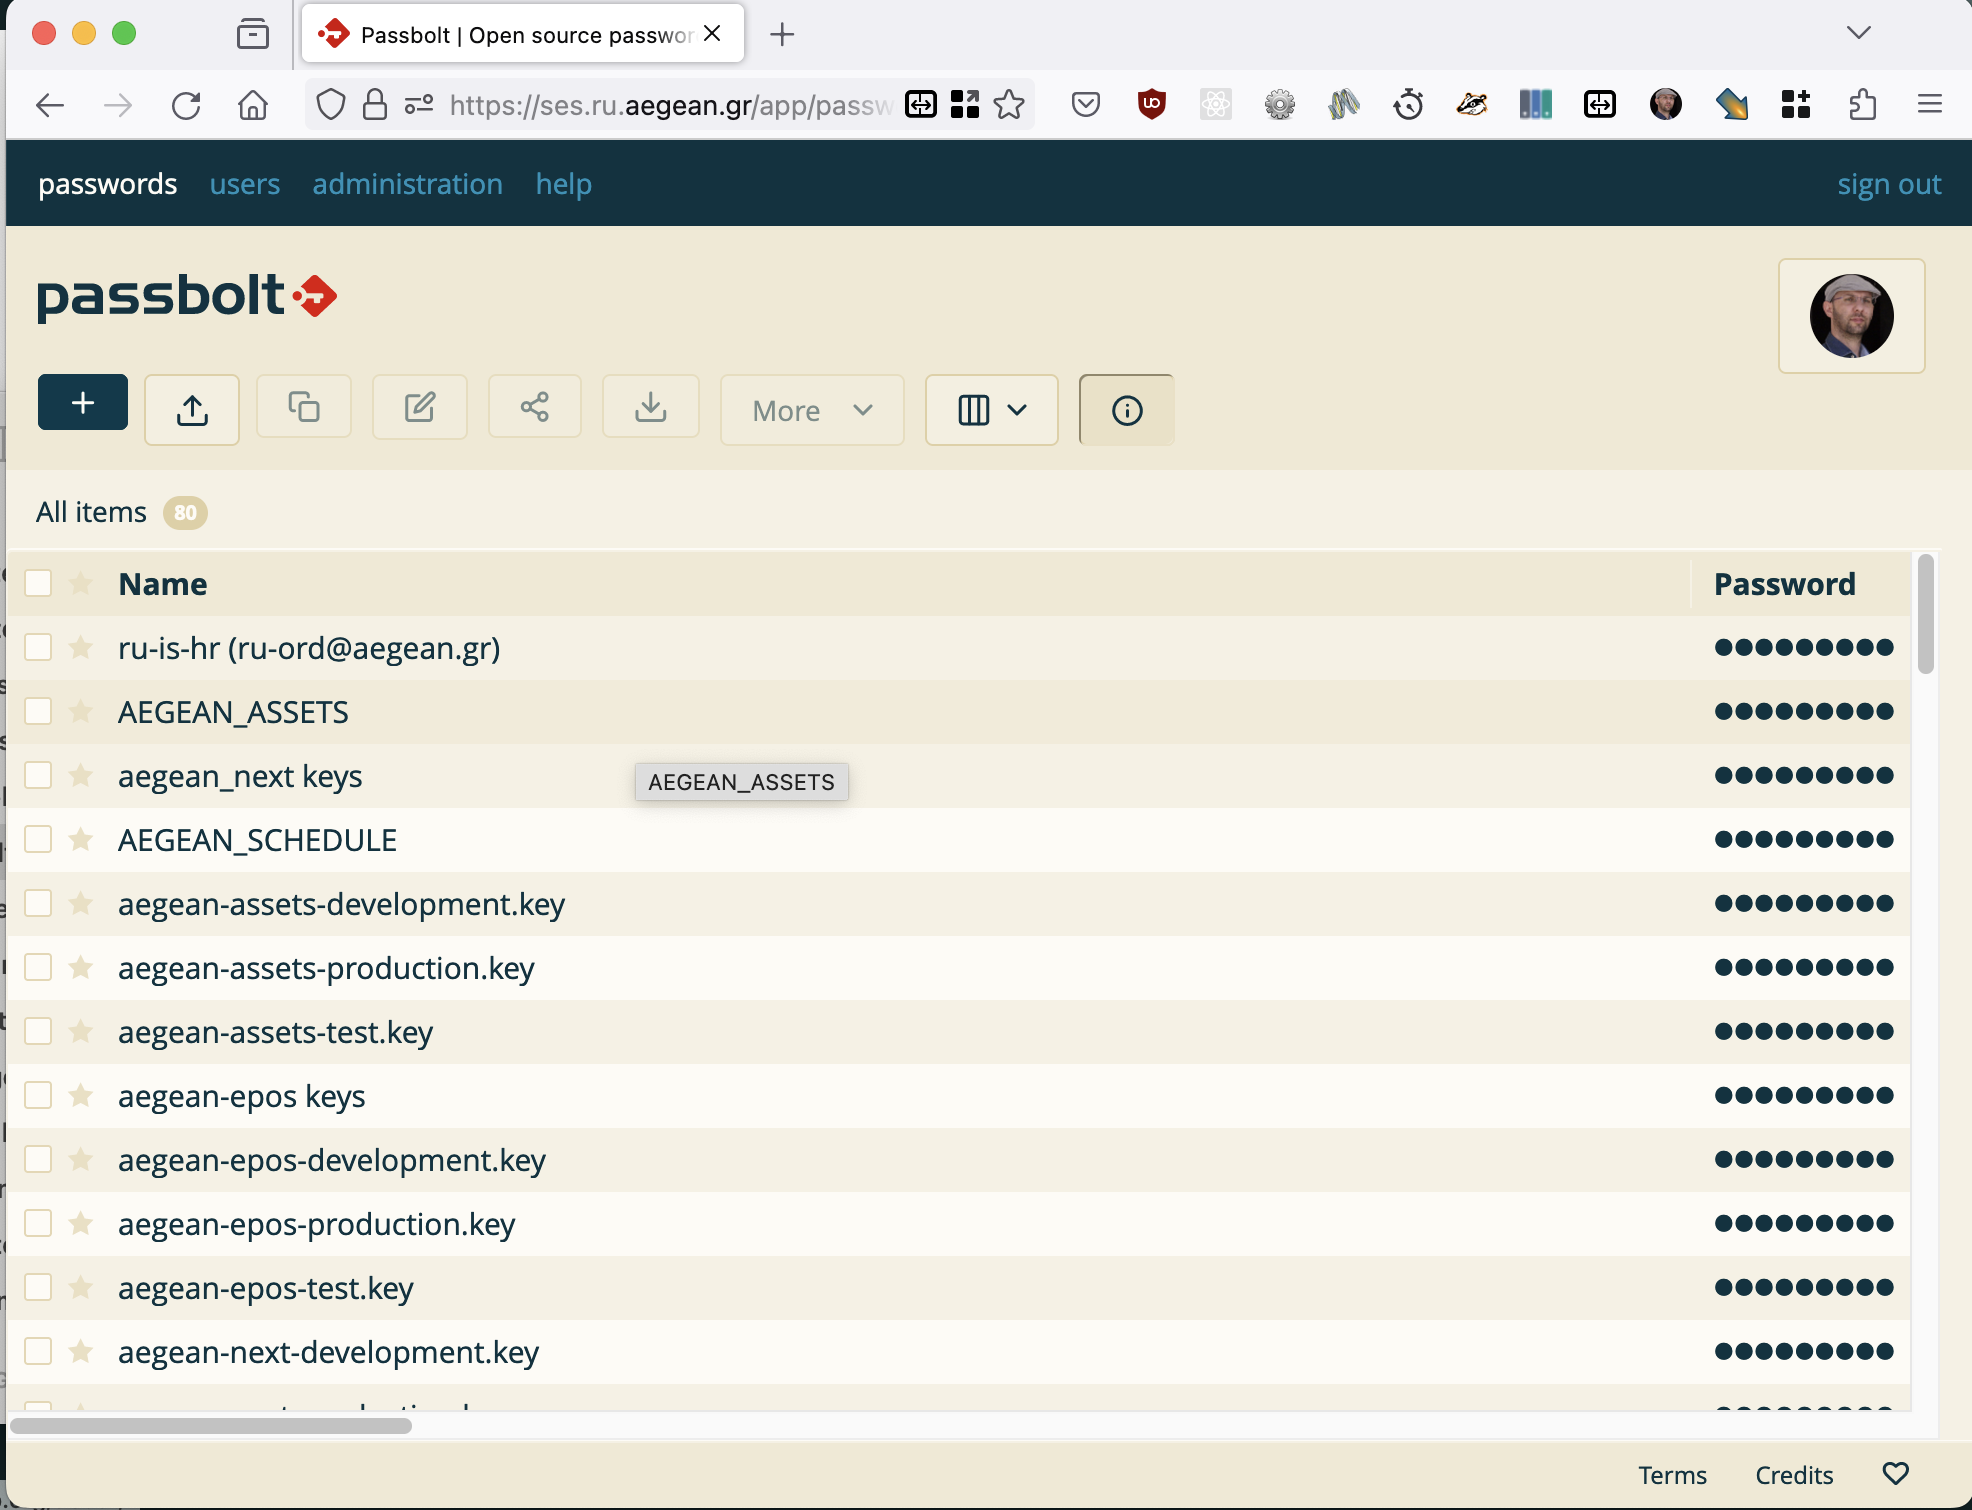 Passbolt | Open source passwor
https://ses.ru.aegean.gr/app/passw
passwords users administration help sign out
passbolt
More
All items 80
Name Password
ru-is-hr (ru-ord@aegean.gr)
AEGEAN_ASSETS
aegean_next keys
AEGEAN_ASSETS
AEGEAN_SCHEDULE
aegean-assets-development.key
aegean-assets-production.key
aegean-assets-test.key
aegean-epos keys
aegean-epos-development.key
aegean-epos-production.key
aegean-epos-test.key
aegean-next-development.key
Terms Credits